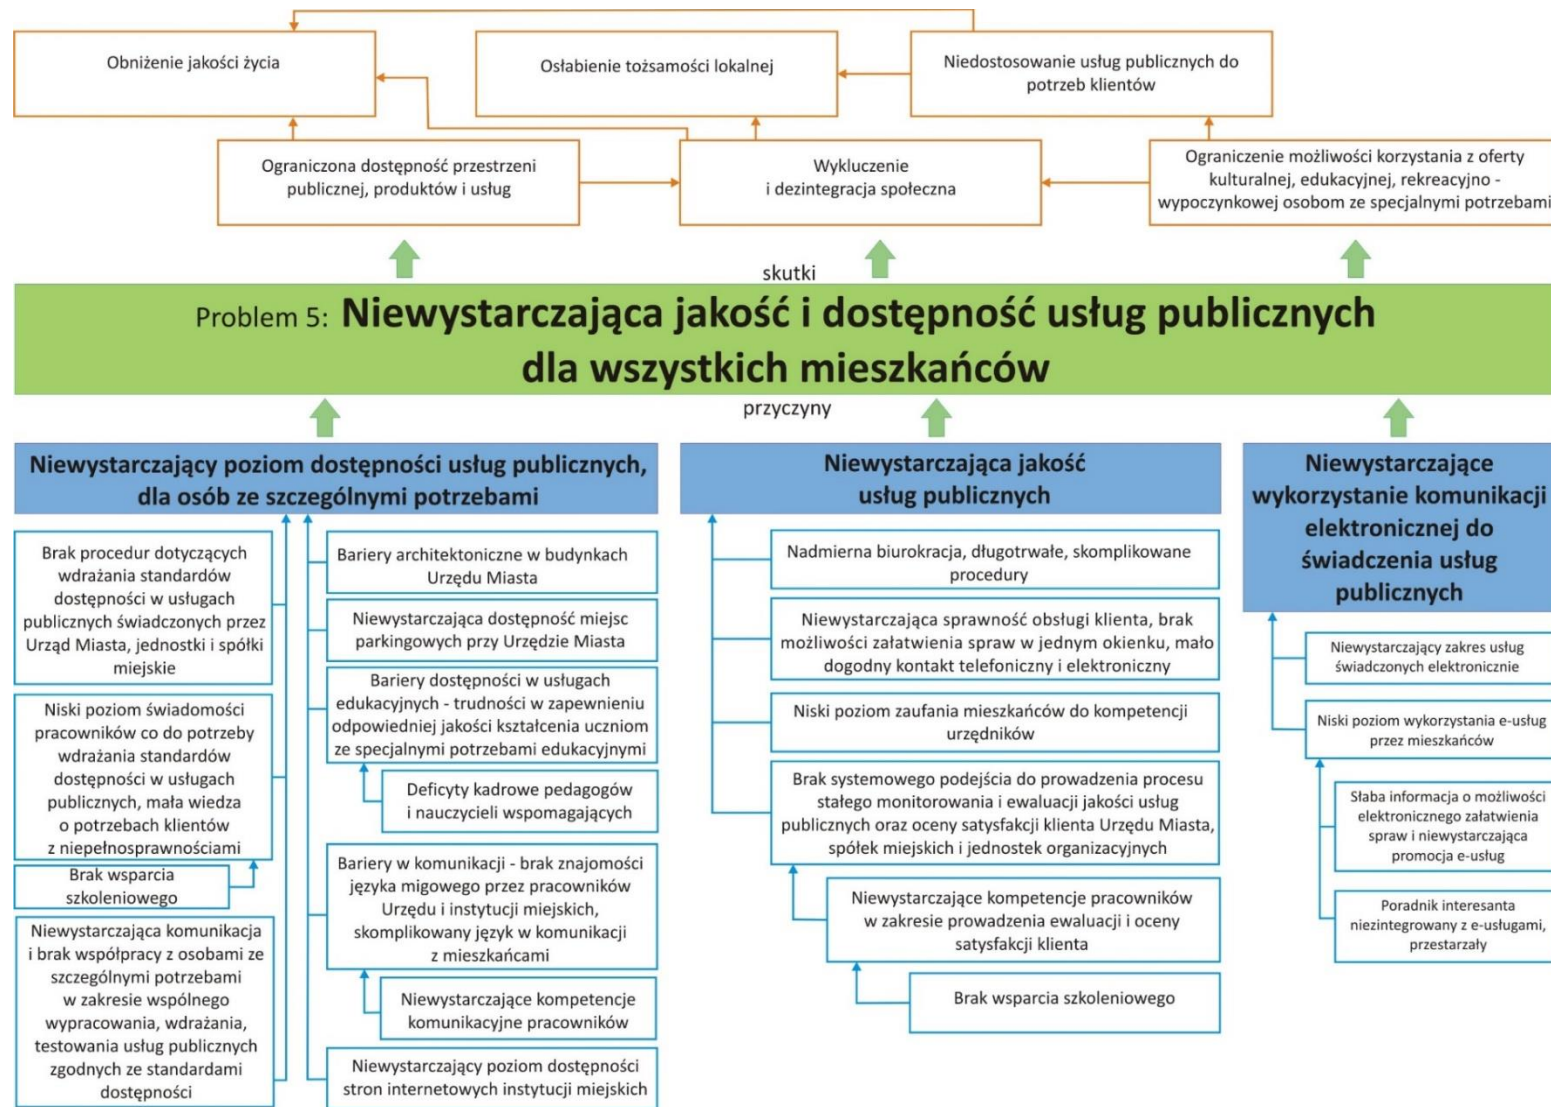 Obniżenie jakości życia
Osłabienie tożsamości lokalnej
Niedostosowanie usług publicznych do
potrzeb klientów
Ograniczona dostępność przestrzeni
publicznej, produktów i usług
Wykluczenie
i dezintegracja społeczna
Ograniczenie możliwości korzystania z oferty
kulturalnej, edukacyjnej, rekreacyjno -
wypoczynkowej osobom ze specjalnymi potrzebami
skutki
Problem 5: Niewystarczająca jakość i dostępność usług publicznych
dla wszystkich mieszkańców
przyczyny
Niewystarczający poziom dostępności usług publicznych,
dla osób ze szczególnymi potrzebami
Brak procedur dotyczących
wdrażania standardów
dostępności w usługach
publicznych świadczonych przez
Urząd Miasta, jednostki i spółki
miejskie
Niski poziom świadomości
pracowników co do potrzeby
wdrażania standardów
dostępności w usługach
publicznych, mała wiedza
o potrzebach klientów
z niepełnosprawnościami
Brak wsparcia
szkoleniowego
Niewystarczająca komunikacja
i brak współpracy z osobami ze
szczególnymi potrzebami
w zakresie wspólnego
wypracowania, wdrażania,
testowania usług publicznych
zgodnych ze standardami
dostępności
Bariery architektoniczne w budynkach
Urzędu Miasta
Niewystarczająca dostępność miejsc
parkingowych przy Urzędzie Miasta
Bariery dostępności w usługach
edukacyjnych - trudności w zapewnieniu
odpowiedniej jakości kształcenia uczniom
ze specjalnymi potrzebami edukacyjnymi
Deficyty kadrowe pedagogów
i nauczycieli wspomagających
Bariery w komunikacji - brak znajomości
języka migowego przez pracowników
Urzędu i instytucji miejskich,
skomplikowany język w komunikacji
z mieszkańcami
Niewystarczające kompetencje
komunikacyjne pracowników
Niewystarczający poziom dostępności
stron internetowych instytucji miejskich
Niewystarczająca jakość
usług publicznych
Nadmierna biurokracja, długotrwałe, skomplikowane
procedury
Niewystarczająca sprawność obsługi klienta, brak
możliwości załatwienia spraw w jednym okienku, mało
dogodny kontakt telefoniczny i elektroniczny
Niski poziom zaufania mieszkańców do kompetencji
urzędników
Brak systemowego podejścia do prowadzenia procesu
stałego monitorowania i ewaluacji jakości usług
publicznych oraz oceny satysfakcji klienta Urzędu Miasta,
spółek miejskich i jednostek organizacyjnych
Niewystarczające kompetencje pracowników
w zakresie prowadzenia ewaluacji i oceny
satysfakcji klienta
Brak wsparcia szkoleniowego
Niewystarczające
wykorzystanie komunikacji
elektronicznej do
świadczenia usług
publicznych
Niewystarczający zakres usług
świadczonych elektronicznie
Niski poziom wykorzystania e-usług
przez mieszkańców
Słaba informacja o możliwości
elektronicznego załatwienia
spraw i niewystarczająca
promocja e-usług
Poradnik interesanta
niezintegrowany z e-usługami,
przestarzały